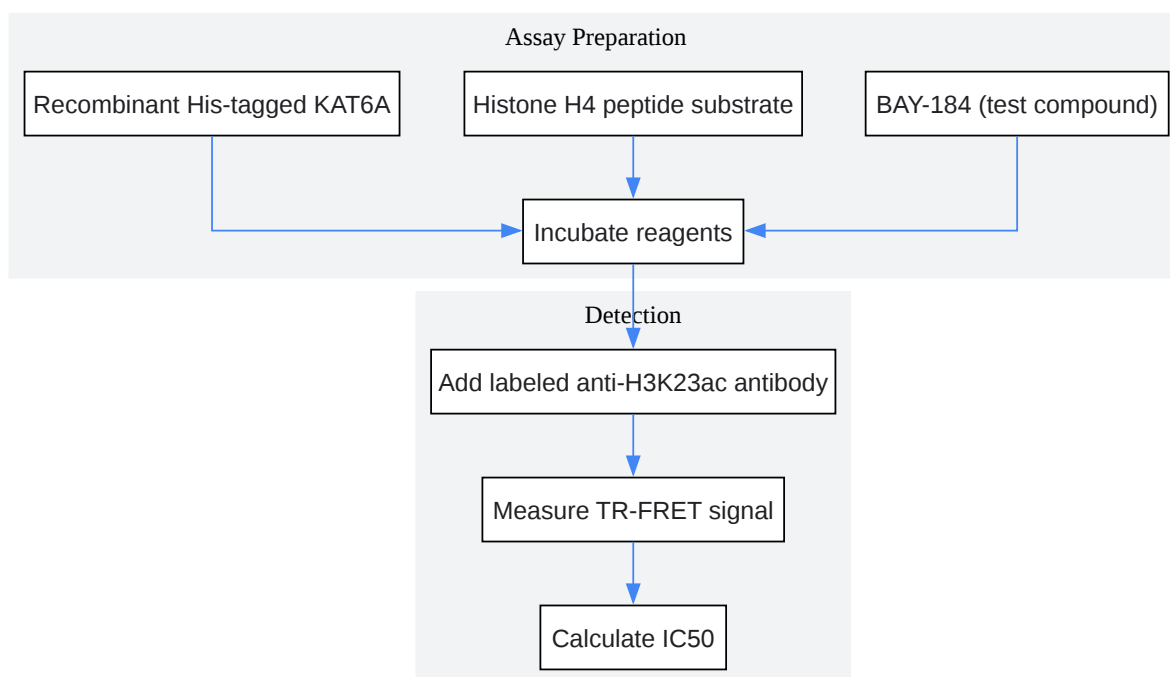 Assay Preparation
Recombinant His-tagged KAT6A
Histone H4 peptide substrate
BAY-184 (test compound)
Incubate reagents
Detection
Add labeled anti-H3K23ac antibody
Measure TR-FRET signal
Calculate IC50